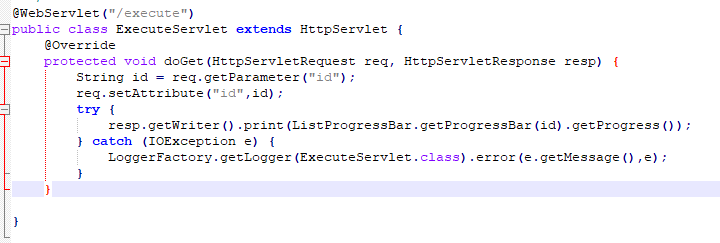 @WebServlet("/execute")
public class ExecuteServlet extends HttpServlet {
    @Override
    protected void doGet(HttpServletRequest req, HttpServletResponse resp) {
        String id = req.getParameter("id");
        req.setAttribute("id",id);
        try {
            resp.getWriter().print(ListProgressBar.getProgressBar(id).getProgress());
        } catch (IOException e) {
            LoggerFactory.getLogger(ExecuteServlet.class).error(e.getMessage(),e);
        }
    }

}